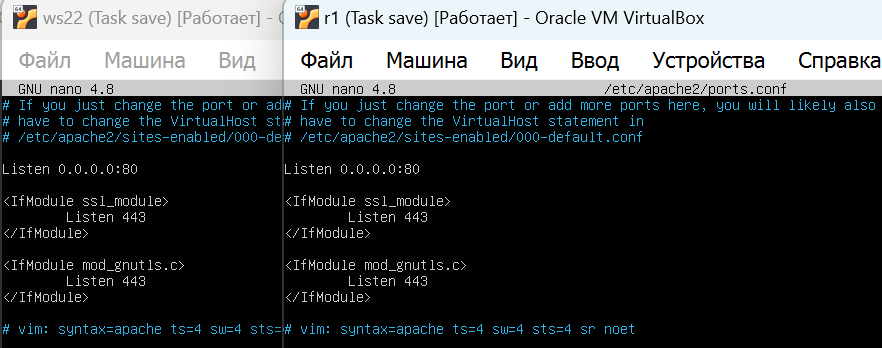 ws22 (Task save) [Работает] - O
Файл Машина Вид
GNU nano 4.8
# If you just change the port or add
# have to change the VirtualHost sta
# /etc/apache2/sites-enabled/000-de
Listen 0.0.0.0:80
<IfModule ssl_module>
Listen 443
</IfModule>
<IfModule mod_gnutls.c>
Listen 443
</IfModule>
# vim: syntax=apache ts=4 sw=4 sts=
r1 (Task save) [Работает] - Oracle VM VirtualBox
Файл Машина Вид Ввод Устройства Справка
GNU nano 4.8 /etc/apache2/ports.conf
# If you just change the port or add more ports here, you will likely also
# have to change the VirtualHost statement in
# /etc/apache2/sites-enabled/000-default.conf
Listen 0.0.0.0:80
<IfModule ssl_module>
Listen 443
</IfModule>
<IfModule mod_gnutls.c>
Listen 443
</IfModule>
# vim: syntax=apache ts=4 sw=4 sts=4 sr noet